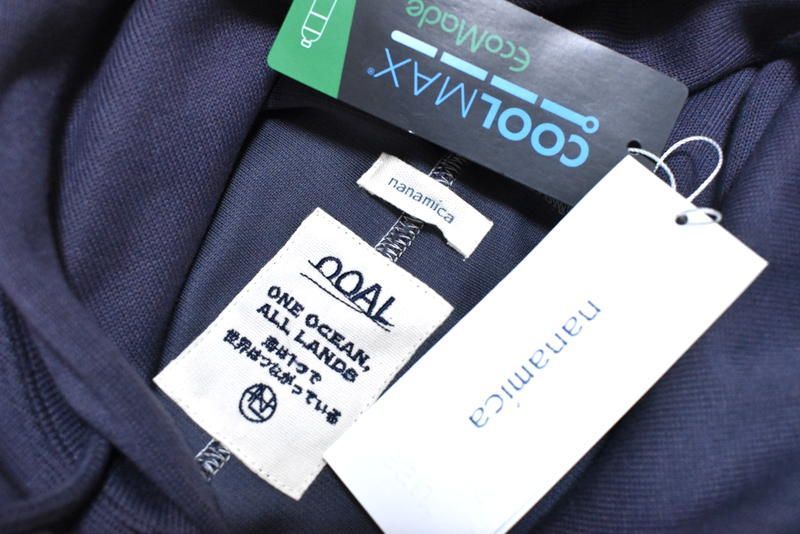 EcoMade
COOLMAX®
nanamica
OOAL
ONE OCEAN,
ALL LANDS
海は1つで
世界はつながっている
nanamica